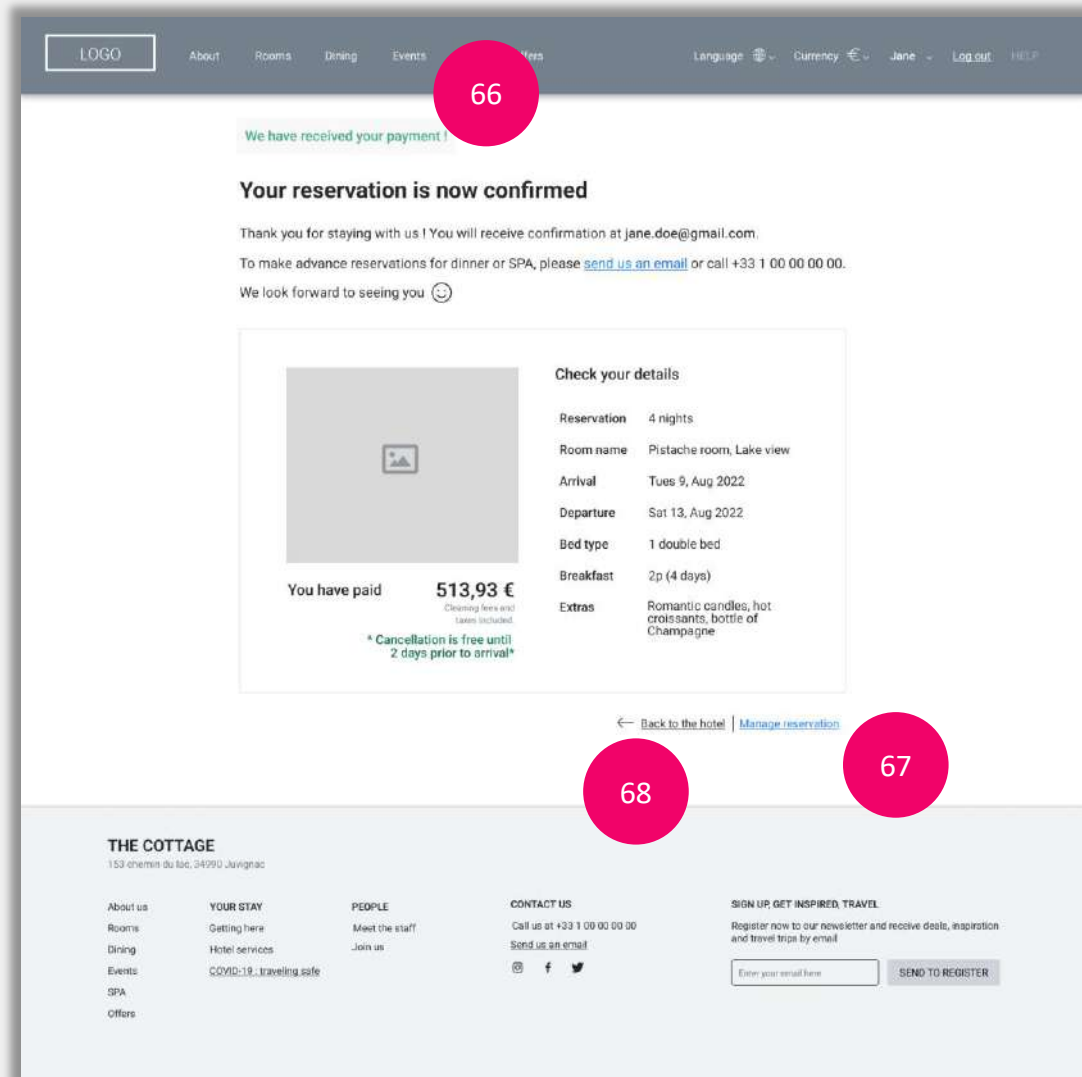 LOGO About Rooms Dining Events Language Currency € Jane Log out HELP
66
We have received your payment !
Your reservation is now confirmed
Thank you for staying with us ! You will receive confirmation at jane.doe@gmail.com.
To make advance reservations for dinner or SPA, please send us an email or call +33 1 00 00 00 00.
We look forward to seeing you
Check your details
Reservation 4 nights
Room name Pistache room, Lake view
Arrival Tues 9, Aug 2022
Departure Sat 13, Aug 2022
Bed type 1 double bed
Breakfast 2p (4 days)
Extras Romantic candles, hot
croissants, bottle of
Champagne
You have paid 513,93 €
Cleaning fees and
taxes included.
* Cancellation is free until
2 days prior to arrival*
Back to the hotel | Manage reservation
67
68
THE COTTAGE
153 chemin du lac, 34990 Juvignac
About us
Rooms
Dining
Events
SPA
Offers
YOUR STAY
Getting here
Hotel services
COVID-19 : traveling safe
PEOPLE
Meet the staff
Join us
CONTACT US
Call us at +33 1 00 00 00 00
Send us an email
SIGN UP, GET INSPIRED, TRAVEL
Register now to our newsletter and receive deals, inspiration
and travel trips by email
Enter your email here SEND TO REGISTER